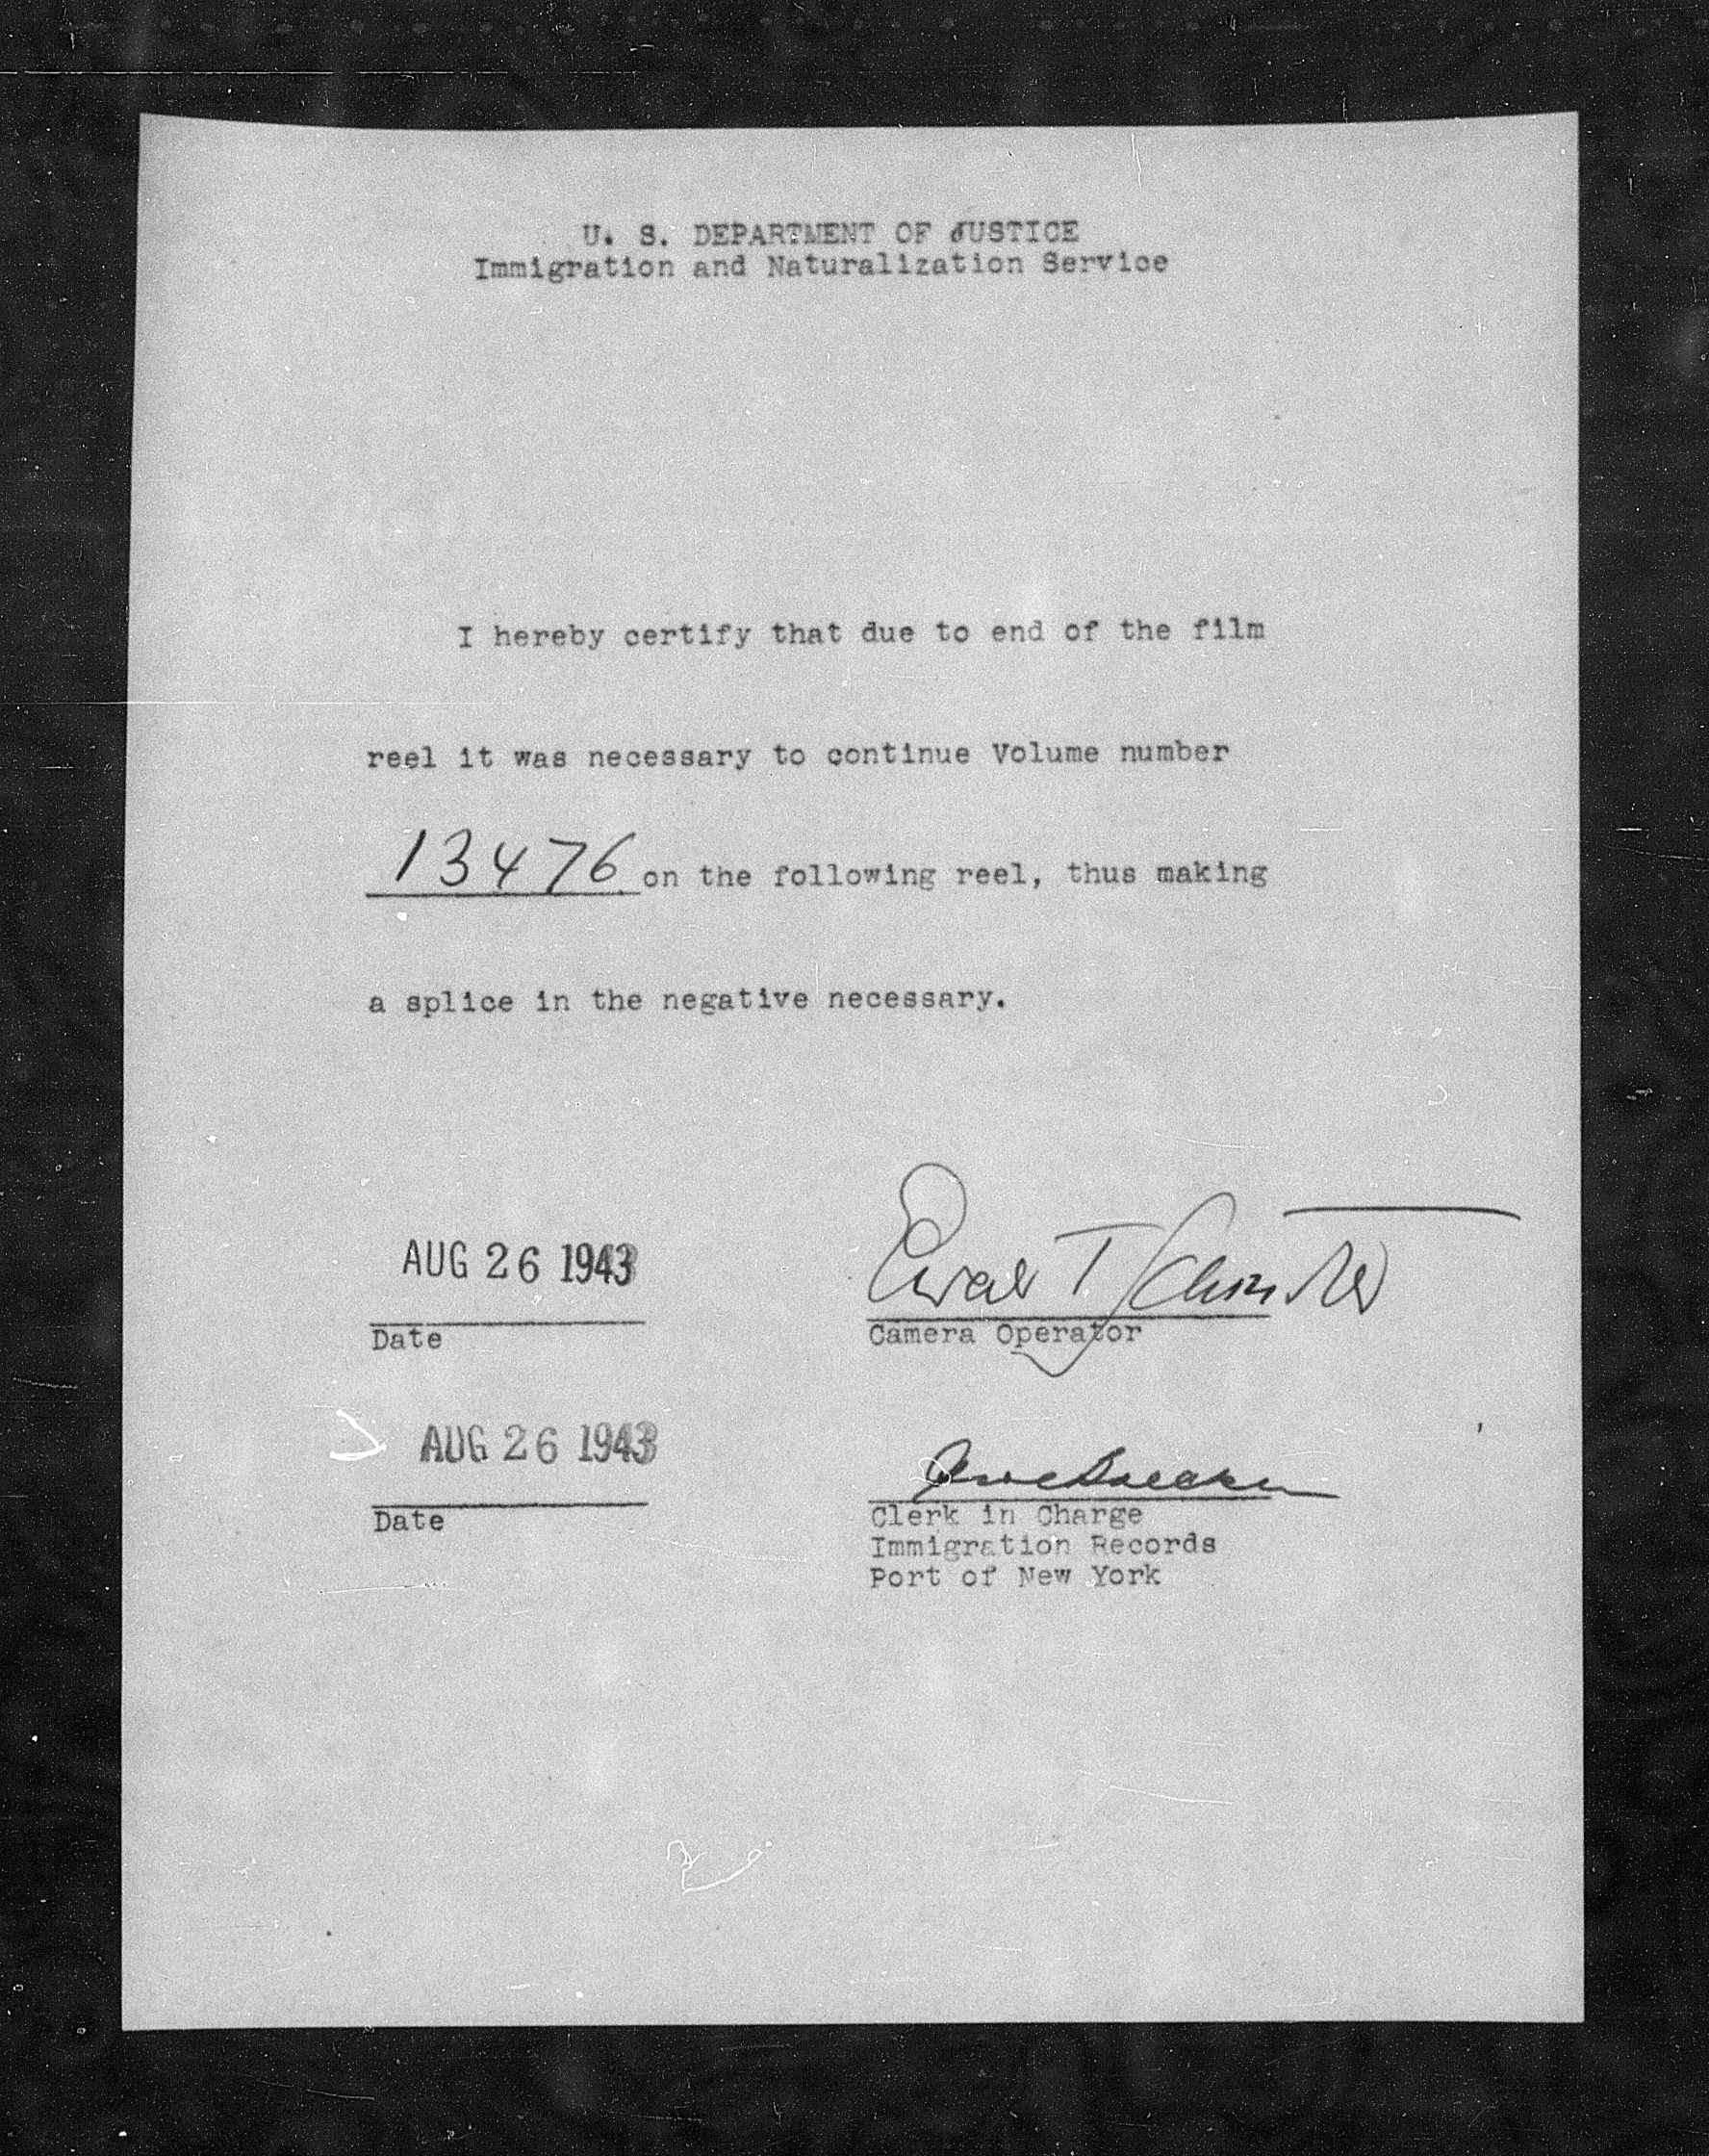 U. S. DEPARTMENT OF JUSTICE
Immigration and Naturalization Service
I hereby certify that due to end of the film
reel it was necessary to continue Volume number
13476 on the following reel, thus making
a splice in the negative necessary.
AUG 26 1943
Date
T.
Camera Operator
AUG 26 1943
Date
Clerk in Charge
Immigration Records
Port of New York